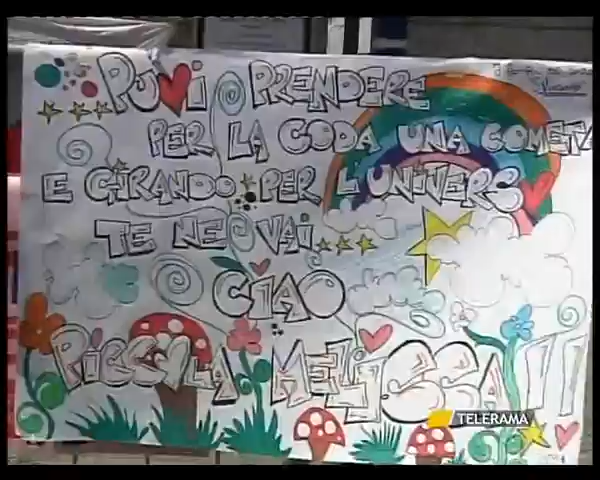 PUOI PRENDERE
PER LA CODA UNA COMETA
E GIRANDO PER L'UNIVERSO
TE NE VAI...
CIAO
PICCOLA MELISSA!!
TELERAMA